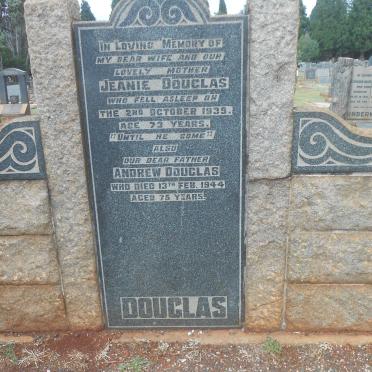 IN LOVING MEMORY OF
MY DEAR WIFE AND OUR
LOVELY MOTHER
JEANIE DOUGLAS
WHO FELL ASLEEP ON
THE 2ND OCTOBER 1939.
AGE 73 YEARS.
"UNTIL HE COME"
ALSO
OUR DEAR FATHER
ANDREW DOUGLAS
WHO DIED 13TH FEB. 1944
AGED 75 YEARS.
DOUGLAS